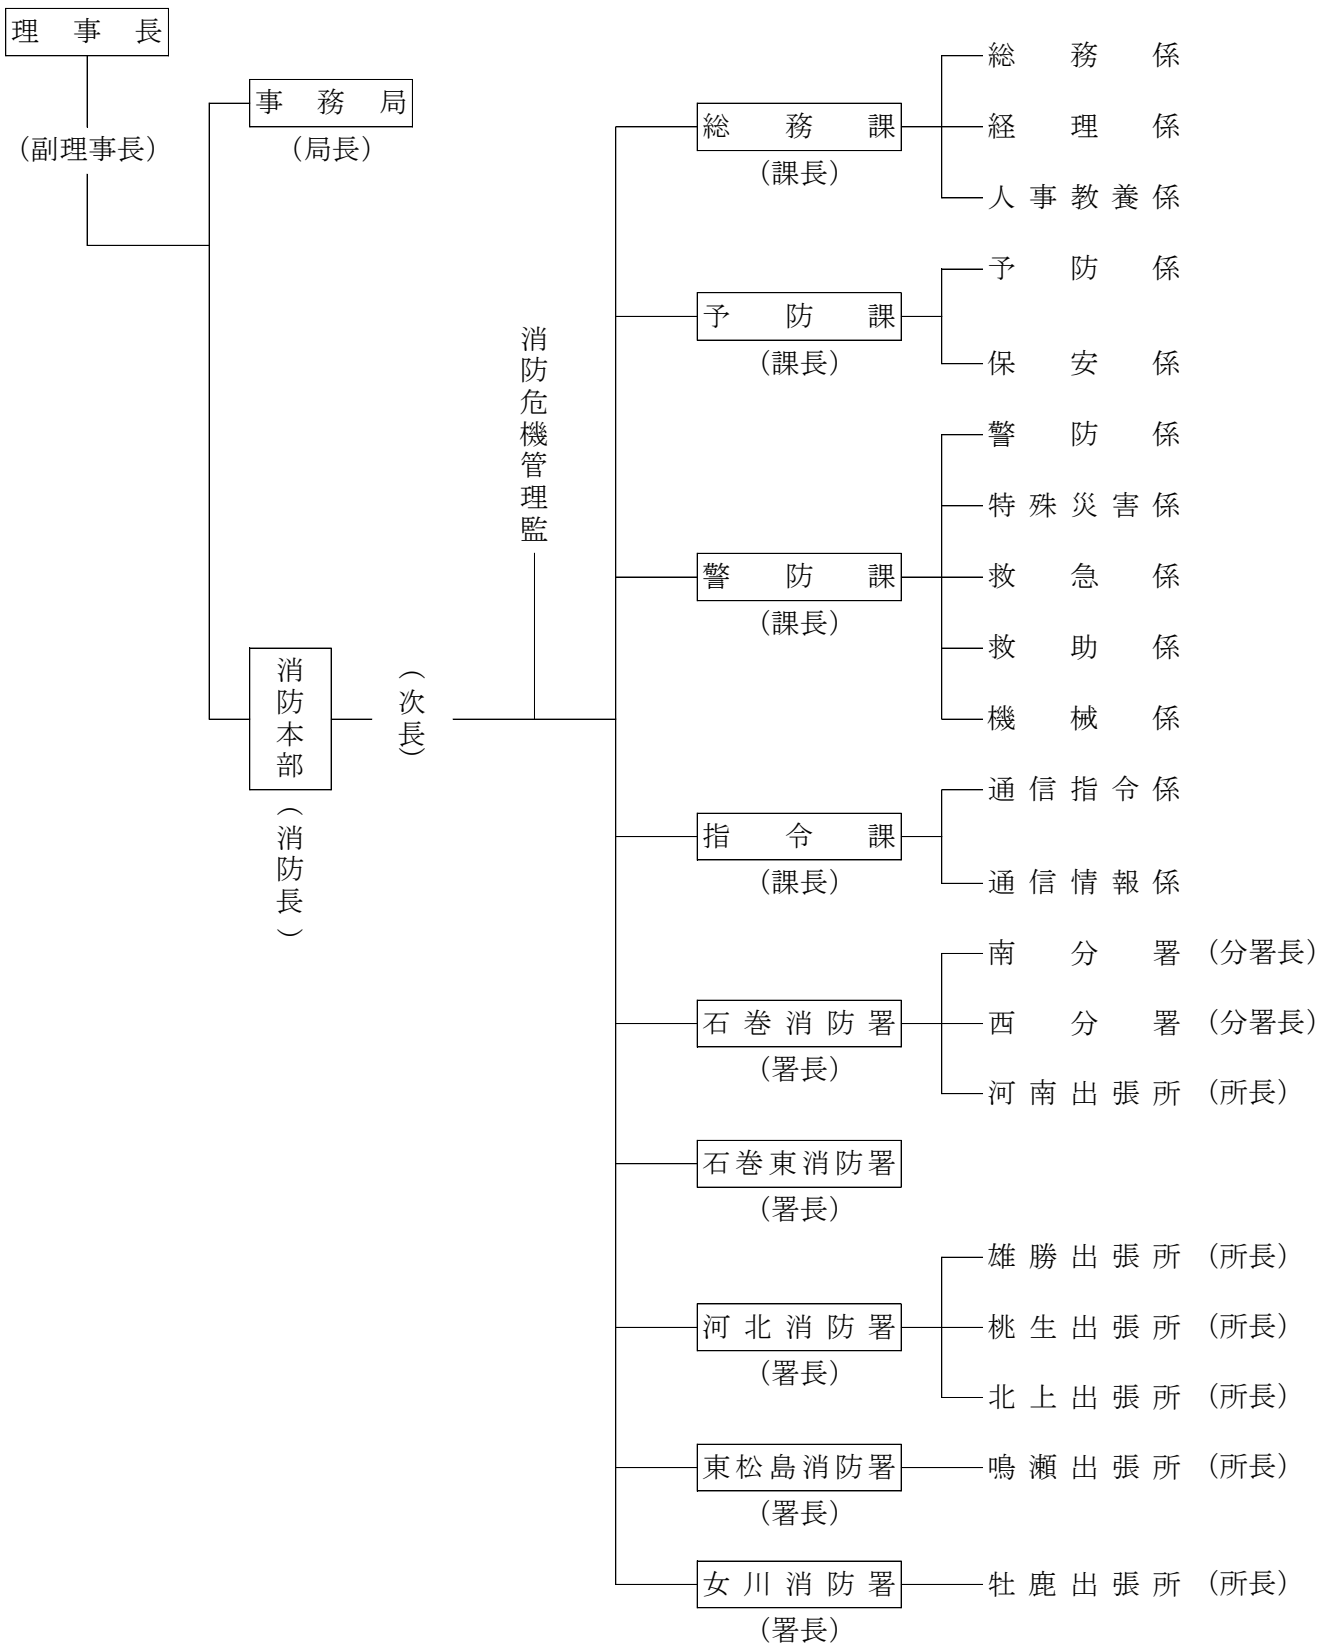 理事長
(副理事長)
事務局
(局長)
消防本部
(消防長)
(次長)
消防危機管理監
総務課
(課長)
総務係
経理係
人事教養係
予防課
(課長)
予防係
保安係
警防課
(課長)
警防係
特殊災害係
救急係
救助係
機械係
指令課
(課長)
通信指令係
通信情報係
石巻消防署
(署長)
南分署 (分署長)
西分署 (分署長)
河南出張所 (所長)
石巻東消防署
(署長)
河北消防署
(署長)
雄勝出張所 (所長)
桃生出張所 (所長)
北上出張所 (所長)
東松島消防署
(署長)
鳴瀬出張所 (所長)
女川消防署
(署長)
牡鹿出張所 (所長)